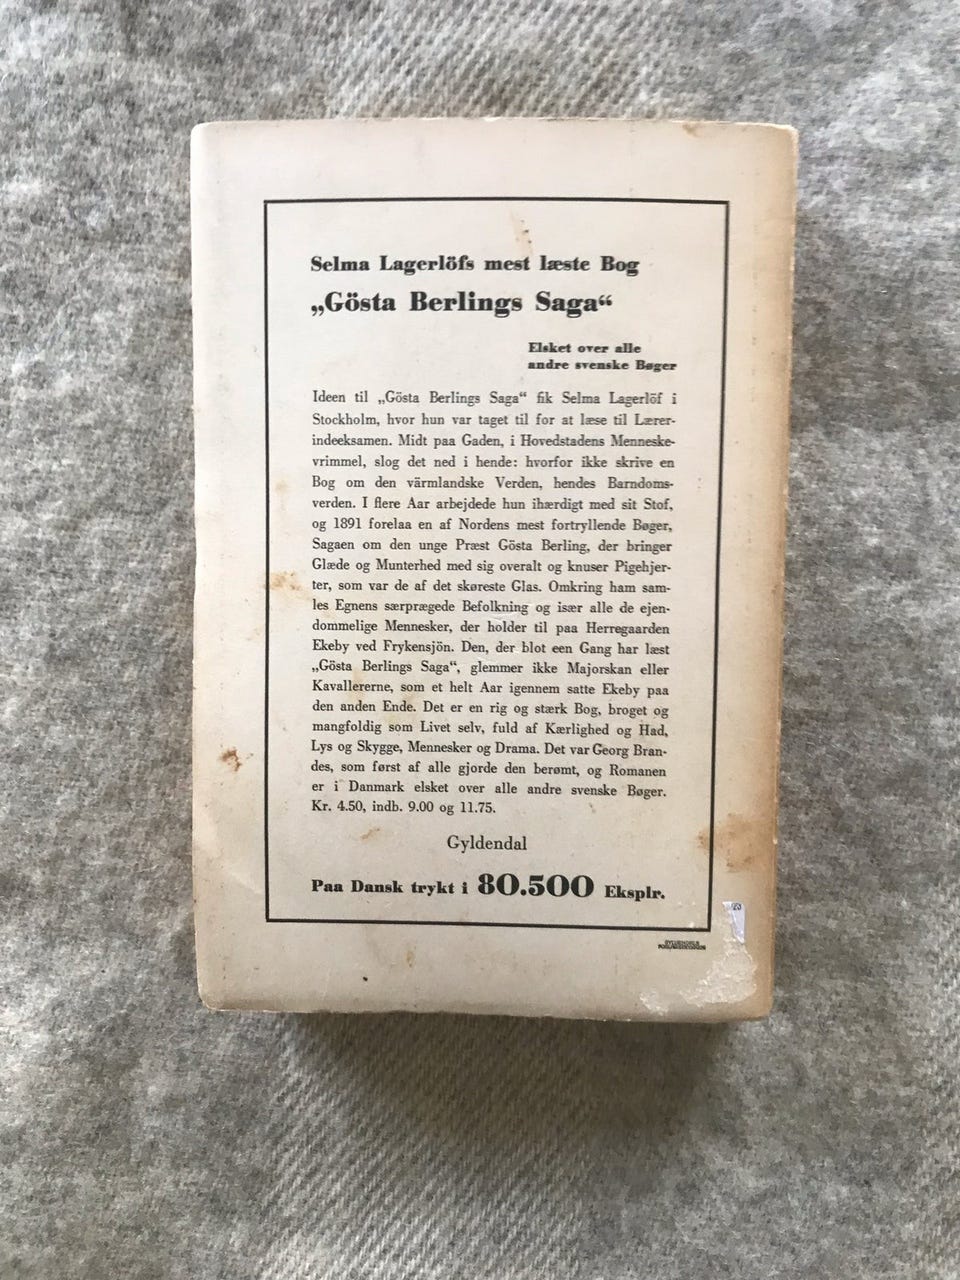 Selma Lagerlöfs mest læste Bog
„Gösta Berlings Saga“
Elsket over alle
andre svenske Bøger
Ideen til „Gösta Berlings Saga“ fik Selma Lagerlöf i
Stockholm, hvor hun var taget til for at læse til Lærer-
indeeksamen. Midt paa Gaden, i Hovedstadens Menneske-
vrimmel, slog det ned i hende: hvorfor ikke skrive en
Bog om den värmlandske Verden, hendes Barndoms-
verden. I flere Aar arbejdede hun ihærdigt med sit Stof,
og 1891 forelaa en af Nordens mest fortryllende Bøger,
Sagaen om den unge Præst Gösta Berling, der bringer
Glæde og Munterhed med sig overalt og knuser Pigehjer-
ter, som var de af det skøreste Glas. Omkring ham sam-
les Egnens særprægede Befolkning og især alle de ejen-
dommelige Mennesker, der holder til paa Herregaarden
Ekeby ved Frykensjön. Den, der blot een Gang har læst
„Gösta Berlings Saga“, glemmer ikke Majorskan eller
Kavallererne, som et helt Aar igennem satte Ekeby paa
den anden Ende. Det er en rig og stærk Bog, broget og
mangfoldig som Livet selv, fuld af Kærlighed og Had,
Lys og Skygge, Mennesker og Drama. Det var Georg Bran-
des, som først af alle gjorde den berømt, og Romanen
er i Danmark elsket over alle andre svenske Bøger.
Kr. 4.50, indb. 9.00 og 11.75.
Gyldendal
Paa Dansk trykt i 80.500 Eksplr.